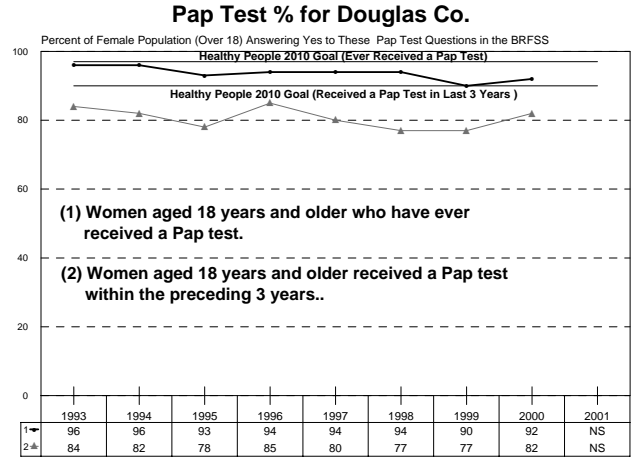 Pap Test % for Douglas Co.
Percent of Female Population (Over 18) Answering Yes to These Pap Test Questions in the BRFSS
100
Healthy People 2010 Goal (Ever Received a Pap Test)
Healthy People 2010 Goal (Received a Pap Test in Last 3 Years )
80
60
(1) Women aged 18 years and older who have ever
received a Pap test.
40
(2) Women aged 18 years and older received a Pap test
within the preceding 3 years..
20
0
1993 1994 1995 1996 1997 1998 1999 2000 2001
1 96 96 93 94 94 94 90 92 NS
2 84 82 78 85 80 77 77 82 NS